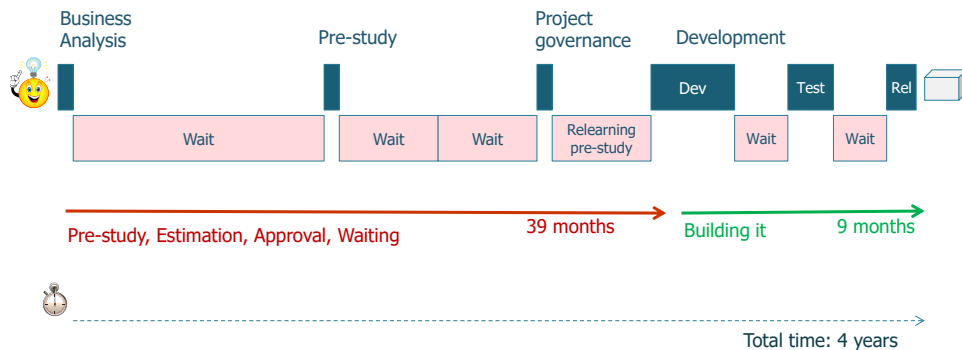 Business
Analysis
Pre-study
Project
governance
Development
Dev
Test
Rel
Wait
Wait
Wait
Relearning
pre-study
Wait
Wait
Pre-study, Estimation, Approval, Waiting
39 months
Building it
9 months
Total time: 4 years